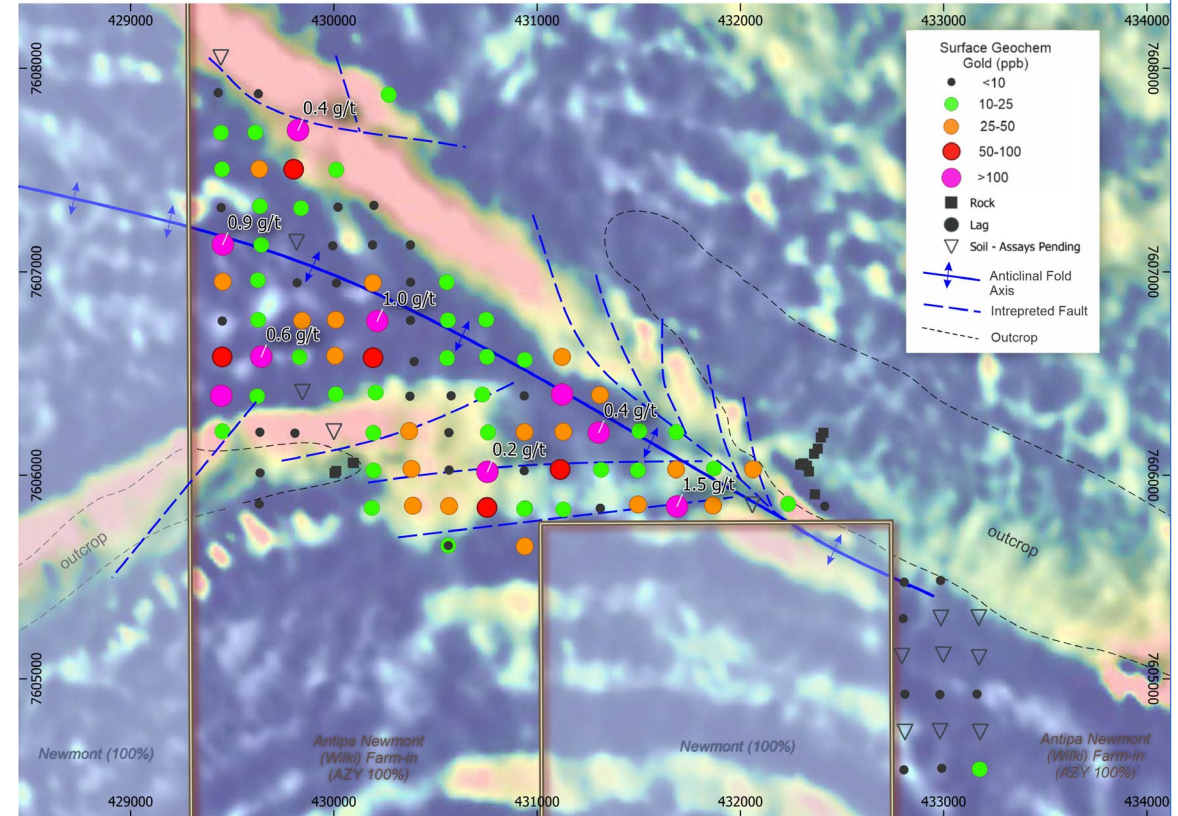 429000
430000
431000
432000
433000
434000
7608000
7608000
7607000
7607000
7606000
7606000
7605000
7605000
Surface Geochem
Gold (ppb)
<10
10-25
25-50
50-100
>100
Rock
Lag
Soil - Assays Pending
Anticlinal Fold
Axis
Intrepreted Fault
Outcrop
0.4 g/t
0.9 g/t
1.0 g/t
0.6 g/t
0.4 g/t
0.2 g/t
1.5 g/t
outcrop
outcrop
Newmont (100%)
Antipa Newmont
(Wilki) Farm-in
(AZY 100%)
Newmont (100%)
Antipa Newmont
(Wilki) Farm-in
(AZY 100%)
429000
430000
431000
432000
433000
434000